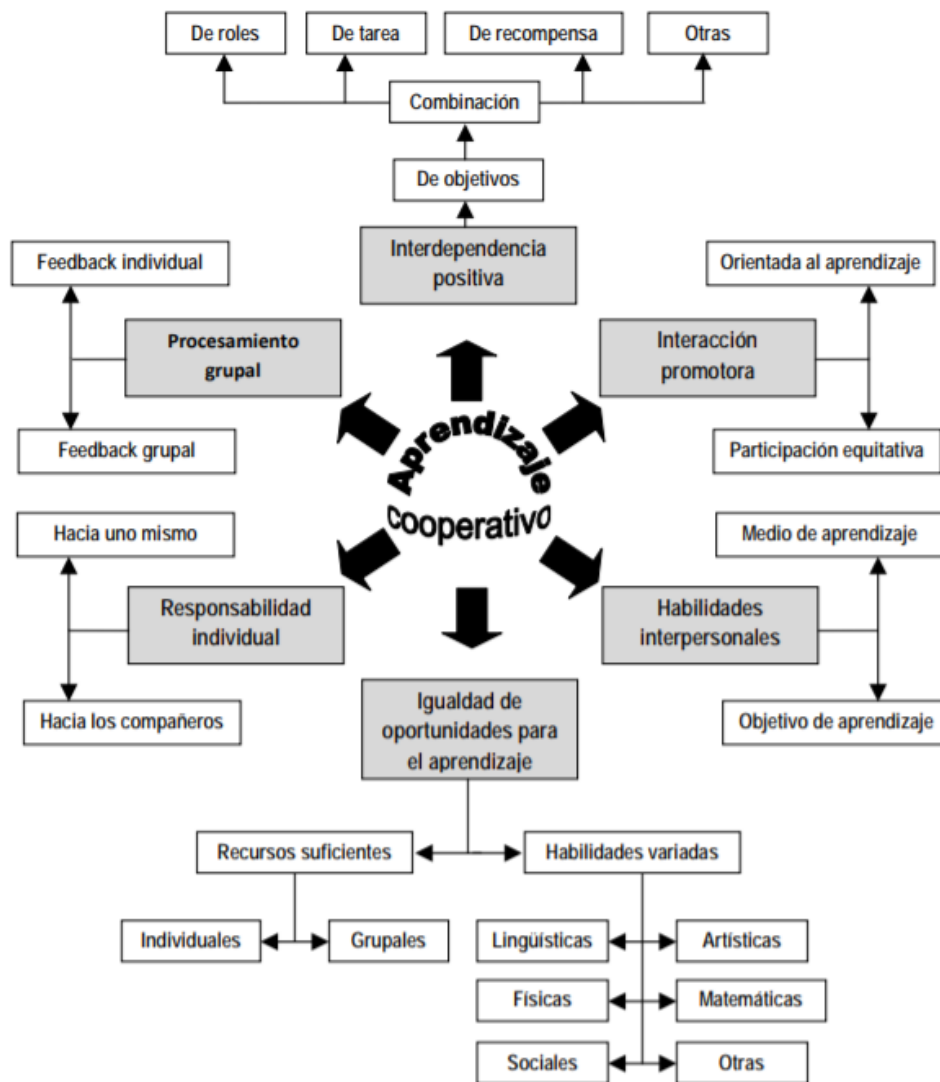 De roles
De tarea
De recompensa
Otras
Combinación
De objetivos
Interdependencia
positiva
Feedback individual
Orientada al aprendizaje
Procesamiento
grupal
Interacción
promotora
Feedback grupal
Participación equitativa
Aprendizaje
cooperativo
Hacia uno mismo
Medio de aprendizaje
Responsabilidad
individual
Habilidades
interpersonales
Hacia los compañeros
Objetivo de aprendizaje
Igualdad de
oportunidades para
el aprendizaje
Recursos suficientes
Habilidades variadas
Individuales
Grupales
Lingüísticas
Artísticas
Físicas
Matemáticas
Sociales
Otras